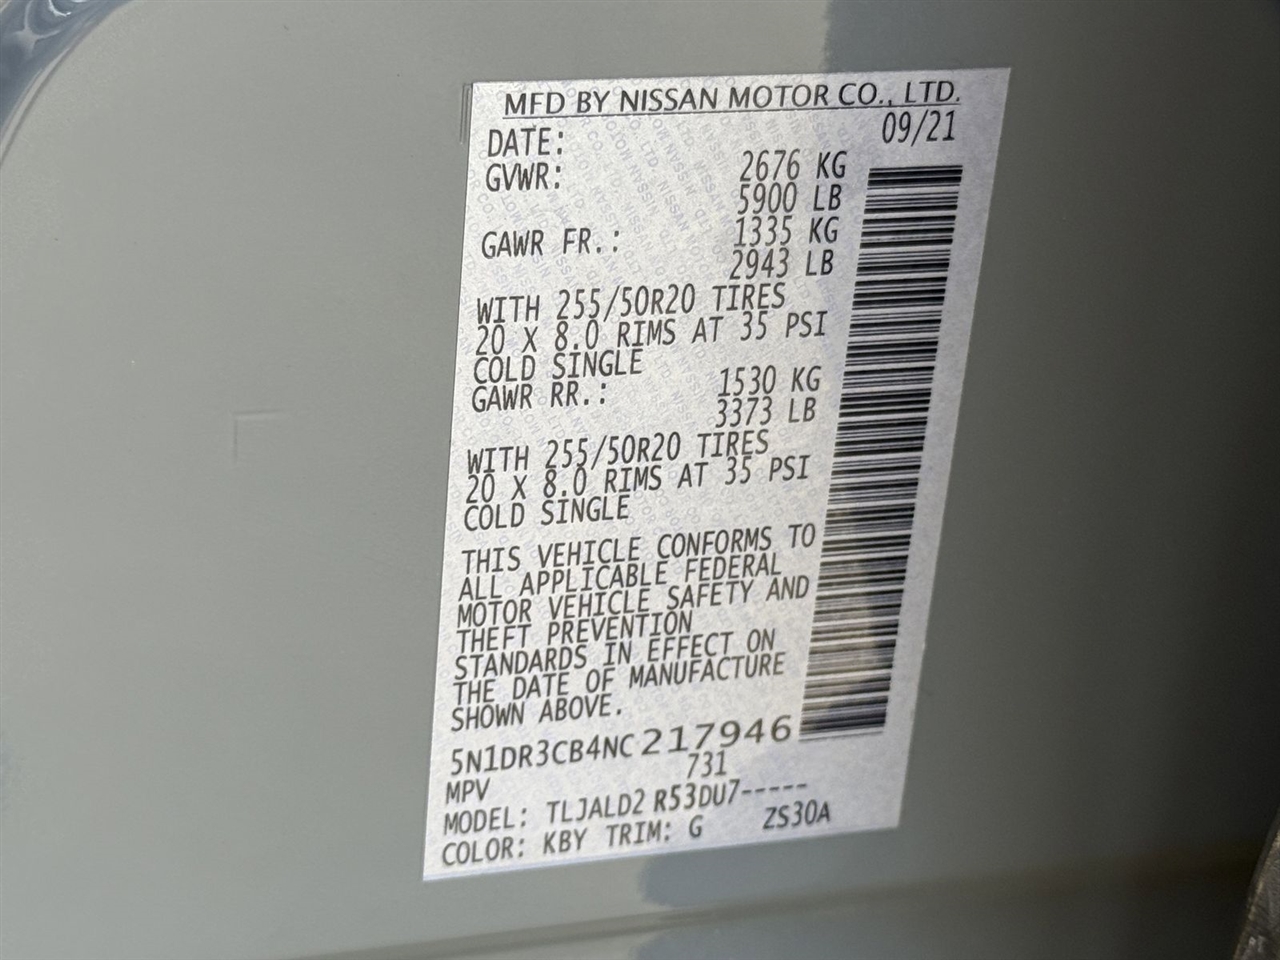 MFD BY NISSAN MOTOR CO., LTD.
DATE: 09/21
GVWR: 2676 KG
5900 LB
GAWR FR.: 1335 KG
2943 LB
WITH 255/50R20 TIRES
20 X 8.0 RIMS AT 35 PSI
COLD SINGLE
GAWR RR.: 1530 KG
3373 LB
WITH 255/50R20 TIRES
20 X 8.0 RIMS AT 35 PSI
COLD SINGLE
THIS VEHICLE CONFORMS TO
ALL APPLICABLE FEDERAL
MOTOR VEHICLE SAFETY AND
THEFT PREVENTION
STANDARDS IN EFFECT ON
THE DATE OF MANUFACTURE
SHOWN ABOVE.
5N1DR3CB4NC217946
MPV 731
MODEL: TLJALD2 R53DU7-----
COLOR: KBY TRIM: G ZS30A